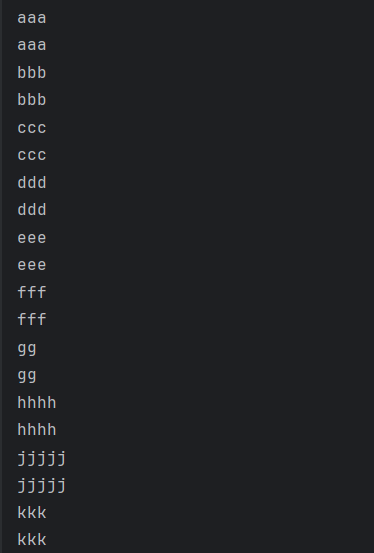 aaa
aaa
bbb
bbb
ccc
ccc
ddd
ddd
eee
eee
fff
fff
gg
gg
hhhh
hhhh
jjjjj
jjjjj
kkk
kkk